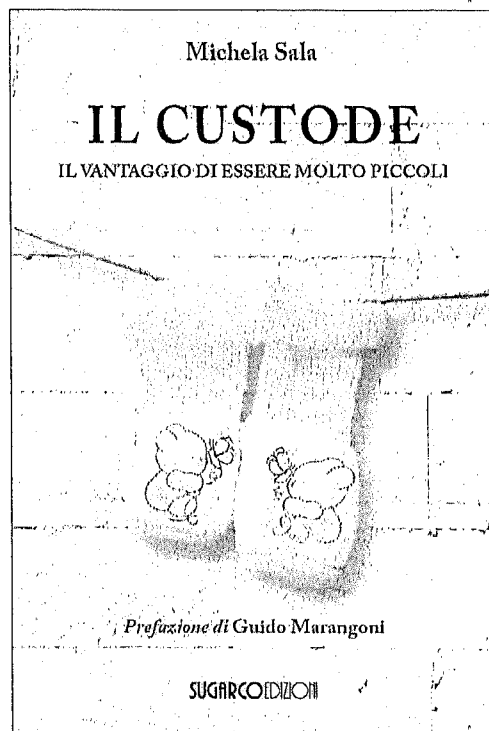 Michela Sala
IL CUSTODE
IL VANTAGGIO DI ESSERE MOLTO PICCOLI
Prefazione di Guido Marangoni
SUGARCOEDIZIONI